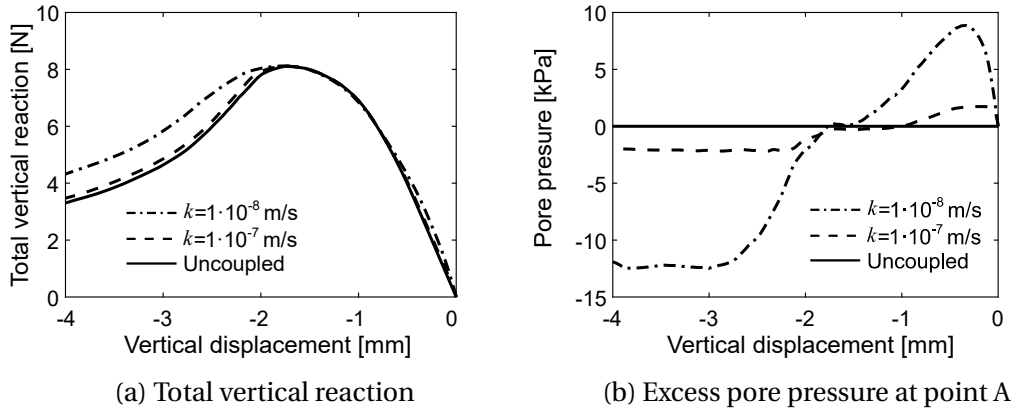 Total vertical reaction [N]
10
8
6
4
2
0
k=1·10⁻⁸ m/s
k=1·10⁻⁷ m/s
Uncoupled
-4 -3 -2 -1 0
Vertical displacement [mm]
(a) Total vertical reaction
Pore presure [kPa]
10
5
0
-5
-10
-15
k=1·10⁻⁸ m/s
k=1·10⁻⁷ m/s
Uncoupled
-4 -3 -2 -1 0
Vertical displacement [mm]
(b) Excess pore pressure at point A